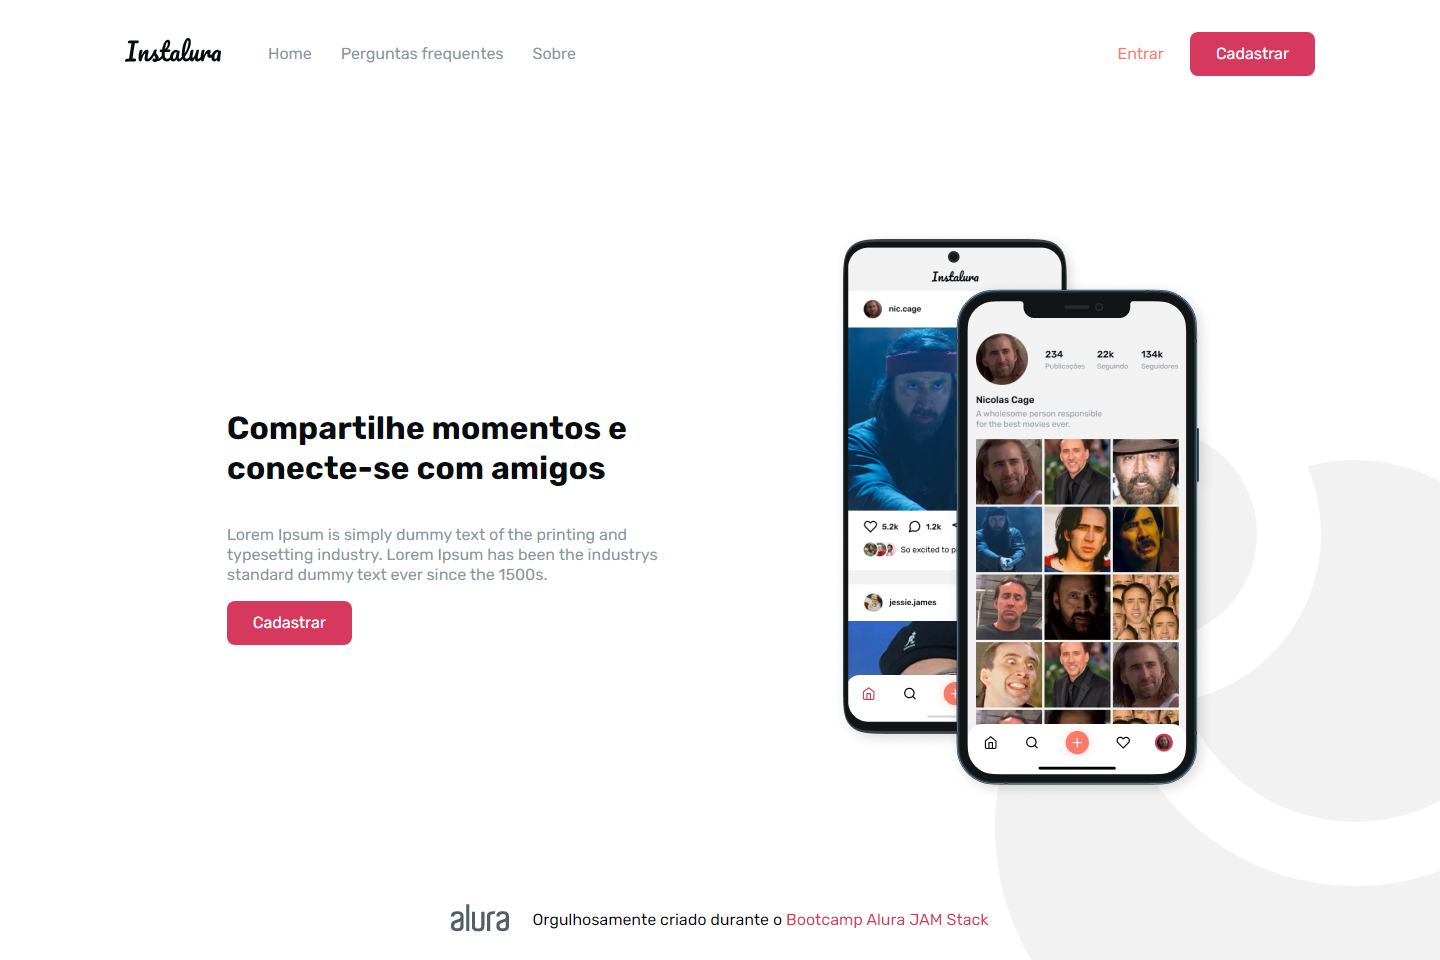 Instalura
Home
Perguntas frequentes
Sobre
Entrar
Cadastrar
Compartilhe momentos e
conecte-se com amigos
Lorem Ipsum is simply dummy text of the printing and
typesetting industry. Lorem Ipsum has been the industrys
standard dummy text ever since the 1500s.
Cadastrar
Instalura
nic.cage
5.2k
1.2k
So excited to p
jessie.james
234
22k
134k
Publicações
Seguindo
Seguidores
Nicolas Cage
A wholesome person responsible
for the best movies ever.
alura
Orgulhosamente criado durante o Bootcamp Alura JAM Stack